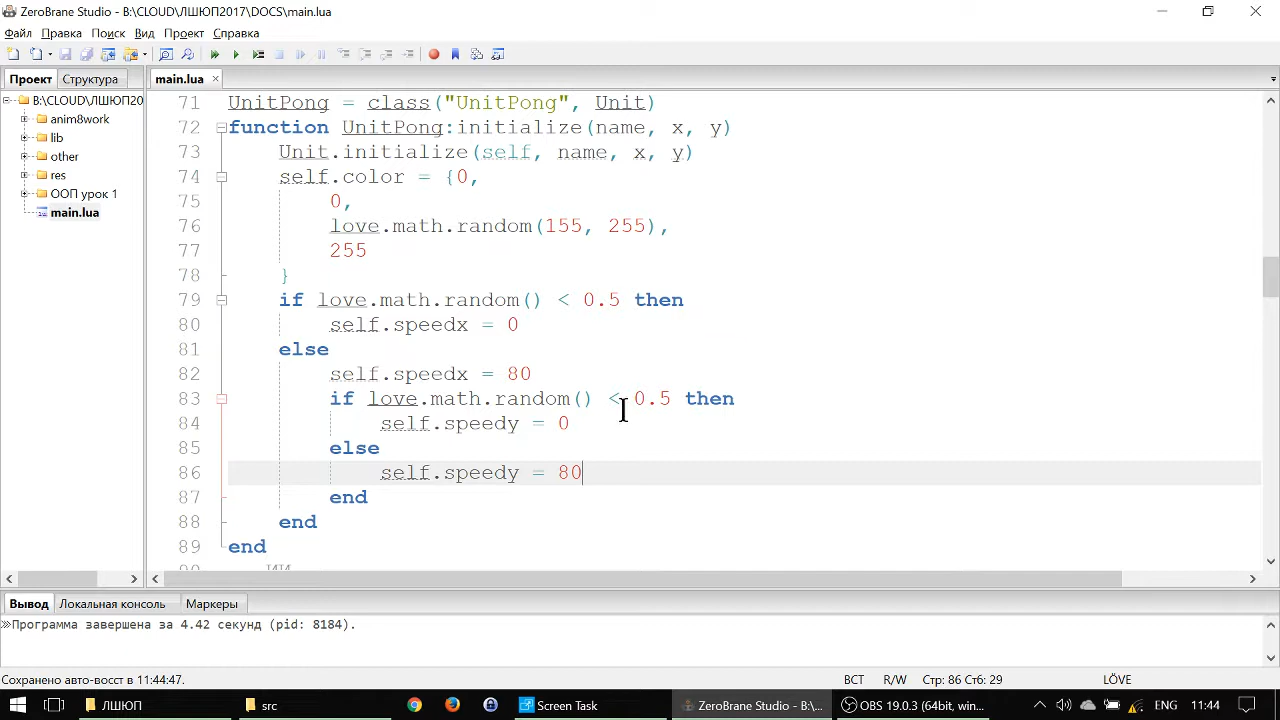 ZeroBrane Studio - B:\CLOUD\ЛШЮП2017\DOCS\main.lua
Файл Правка Поиск Вид Проект Справка
Проект Структура
main.lua
B:\CLOUD\ЛШЮП20
anim8work
lib
other
res
ООП урок 1
main.lua
71 UnitPong = class("UnitPong", Unit)
72 function UnitPong:initialize(name, x, y)
73 Unit.initialize(self, name, x, y)
74 self.color = {0,
75 0,
76 love.math.random(155, 255),
77 255
78 }
79 if love.math.random() < 0.5 then
80 self.speedx = 0
81 else
82 self.speedx = 80
83 if love.math.random() < 0.5 then
84 self.speedy = 0
85 else
86 self.speedy = 80
87 end
88 end
89 end
Вывод Локальная консоль Маркеры
Программа завершена за 4.42 секунд (pid: 8184).
Сохранено авто-восст в 11:44:47.
ВСТ R/W Стр: 86 Стб: 29 LÖVE
ЛШЮП src Screen Task ZeroBrane Studio - B:\... OBS 19.0.3 (64bit, win... ENG 11:44